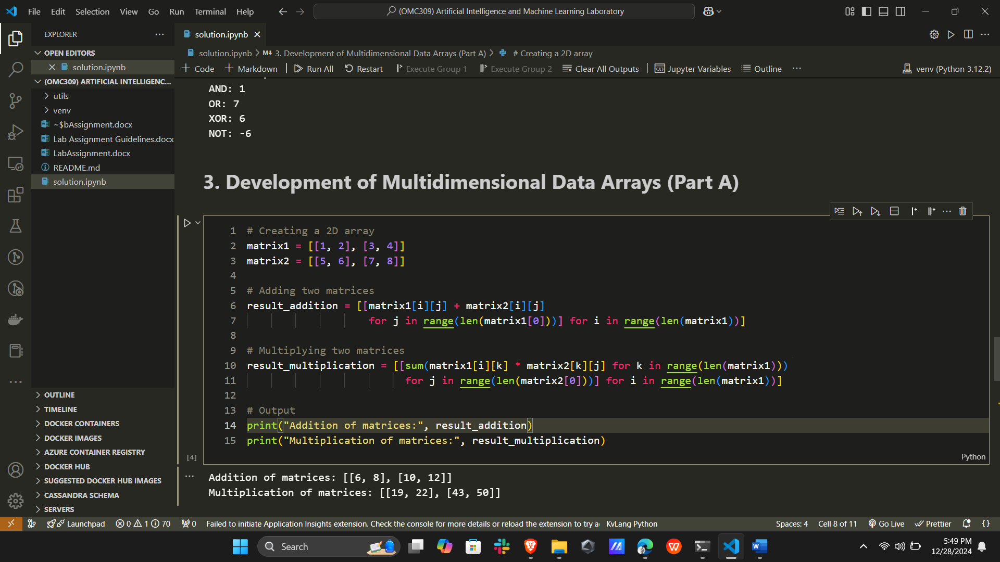 File Edit Selection View Go Run Terminal Help
(OMC309) Artificial Intelligence and Machine Learning Laboratory
EXPLORER
OPEN EDITORS
solution.ipynb
(OMC309) ARTIFICIAL INTELLIGENC...
utils
venv
~$bAssignment.docx
Lab Assignment Guidelines.docx
LabAssignment.docx
README.md
solution.ipynb
OUTLINE
TIMELINE
DOCKER CONTAINERS
DOCKER IMAGES
AZURE CONTAINER REGISTRY
DOCKER HUB
SUGGESTED DOCKER HUB IMAGES
CASSANDRA SCHEMA
SERVERS
solution.ipynb
solution.ipynb > M↓ 3. Development of Multidimensional Data Arrays (Part A) > # Creating a 2D array
+ Code + Markdown | Run All Restart Execute Group 1 Execute Group 2 Clear All Outputs | Jupyter Variables Outline ... venv (Python 3.12.2)
AND: 1
OR: 7
XOR: 6
NOT: -6
3. Development of Multidimensional Data Arrays (Part A)
1 # Creating a 2D array
2 matrix1 = [[1, 2], [3, 4]]
3 matrix2 = [[5, 6], [7, 8]]
4
5 # Adding two matrices
6 result_addition = [[matrix1[i][j] + matrix2[i][j]
7 for j in range(len(matrix1[0]))] for i in range(len(matrix1))]
8
9 # Multiplying two matrices
10 result_multiplication = [[sum(matrix1[i][k] * matrix2[k][j] for k in range(len(matrix1)))
11 for j in range(len(matrix2[0]))] for i in range(len(matrix1))]
12
13 # Output
14 print("Addition of matrices:", result_addition)
15 print("Multiplication of matrices:", result_multiplication)
[4]
Python
Addition of matrices: [[6, 8], [10, 12]]
Multiplication of matrices: [[19, 22], [43, 50]]
Launchpad 0 1 70 0 Failed to initiate Application Insights extension. Check the console for more details or reload the extension to try a KvLang Python Spaces: 4 Cell 8 of 11 Go Live Prettier {}
Search
5:49 PM
12/28/2024